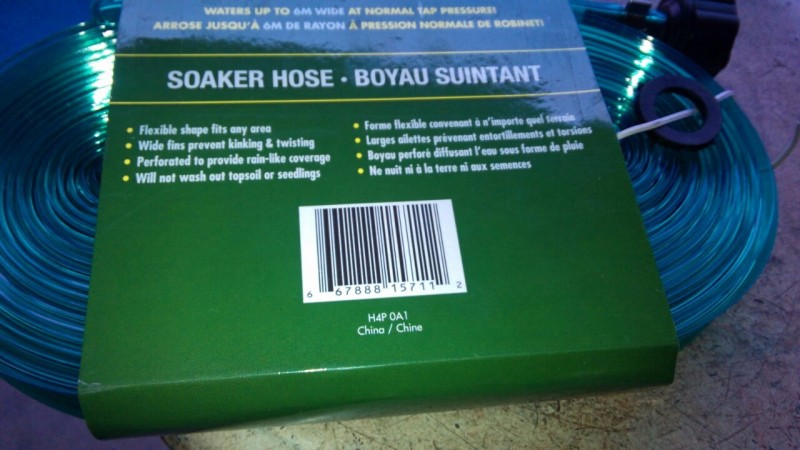 WATERS UP TO 6M WIDE AT NORMAL TAP PRESSURE!
ARROSE JUSQU'À 6M DE RAYON À PRESSION NORMALE DE ROBINET!
SOAKER HOSE • BOYAU SUINTANT
• Flexible shape fits any area
• Wide fins prevent kinking & twisting
• Perforated to provide rain-like coverage
• Will not wash out topsoil or seedlings
• Forme flexible convenant à n'importe quel terrain
• Larges ailettes prévenant entortillements et torsions
• Boyau perforé diffusant l'eau sous forme de pluie
• Ne nuit ni à la terre ni aux semences
6 67888 15711 2
H4P 0A1
China / Chine